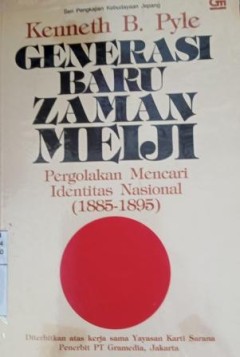 Seri Pengkajian Kebudayaan Jepang
GM
Kenneth B. Pyle
GENERASI
BARU
ZAMAN
MEIJI
Pergolakan Mencari
Identitas Nasional
(1885-1895)
Diterbitkan atas kerja sama Yayasan Karti Sarana
Penerbit PT Gramedia, Jakarta